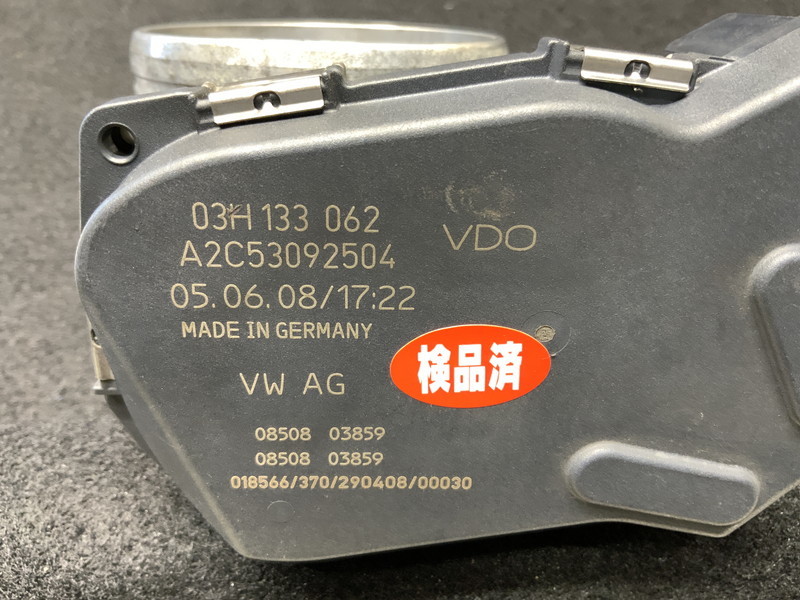 03H 133 062
VDO
A2C53092504
05.06.08/17:22
MADE IN GERMANY
検品済
VW AG
08508 03859
08508 03859
018566/370/290408/00030